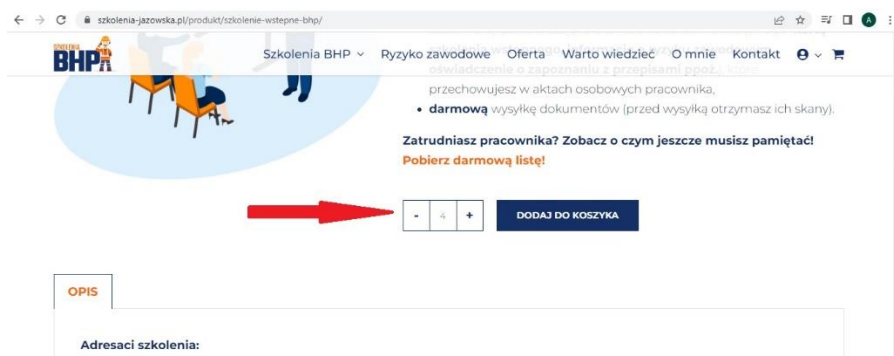 szkolenia-jazowska.pl/produkt/szkolenie-wstepne-bhp/
A
SZKOLENIA
BHP
Szkolenia BHP Ryzyko zawodowe Oferta Warto wiedzieć O mnie Kontakt
oświadczenie o zapoznaniu z przepisami ppoż.), które
przechowujesz w aktach osobowych pracownika,
• darmową wysyłkę dokumentów (przed wysyłką otrzymasz ich skany).
Zatrudniasz pracownika? Zobacz o czym jeszcze musisz pamiętać!
Pobierz darmową listę!
- 4 + DODAJ DO KOSZYKA
OPIS
Adresaci szkolenia: